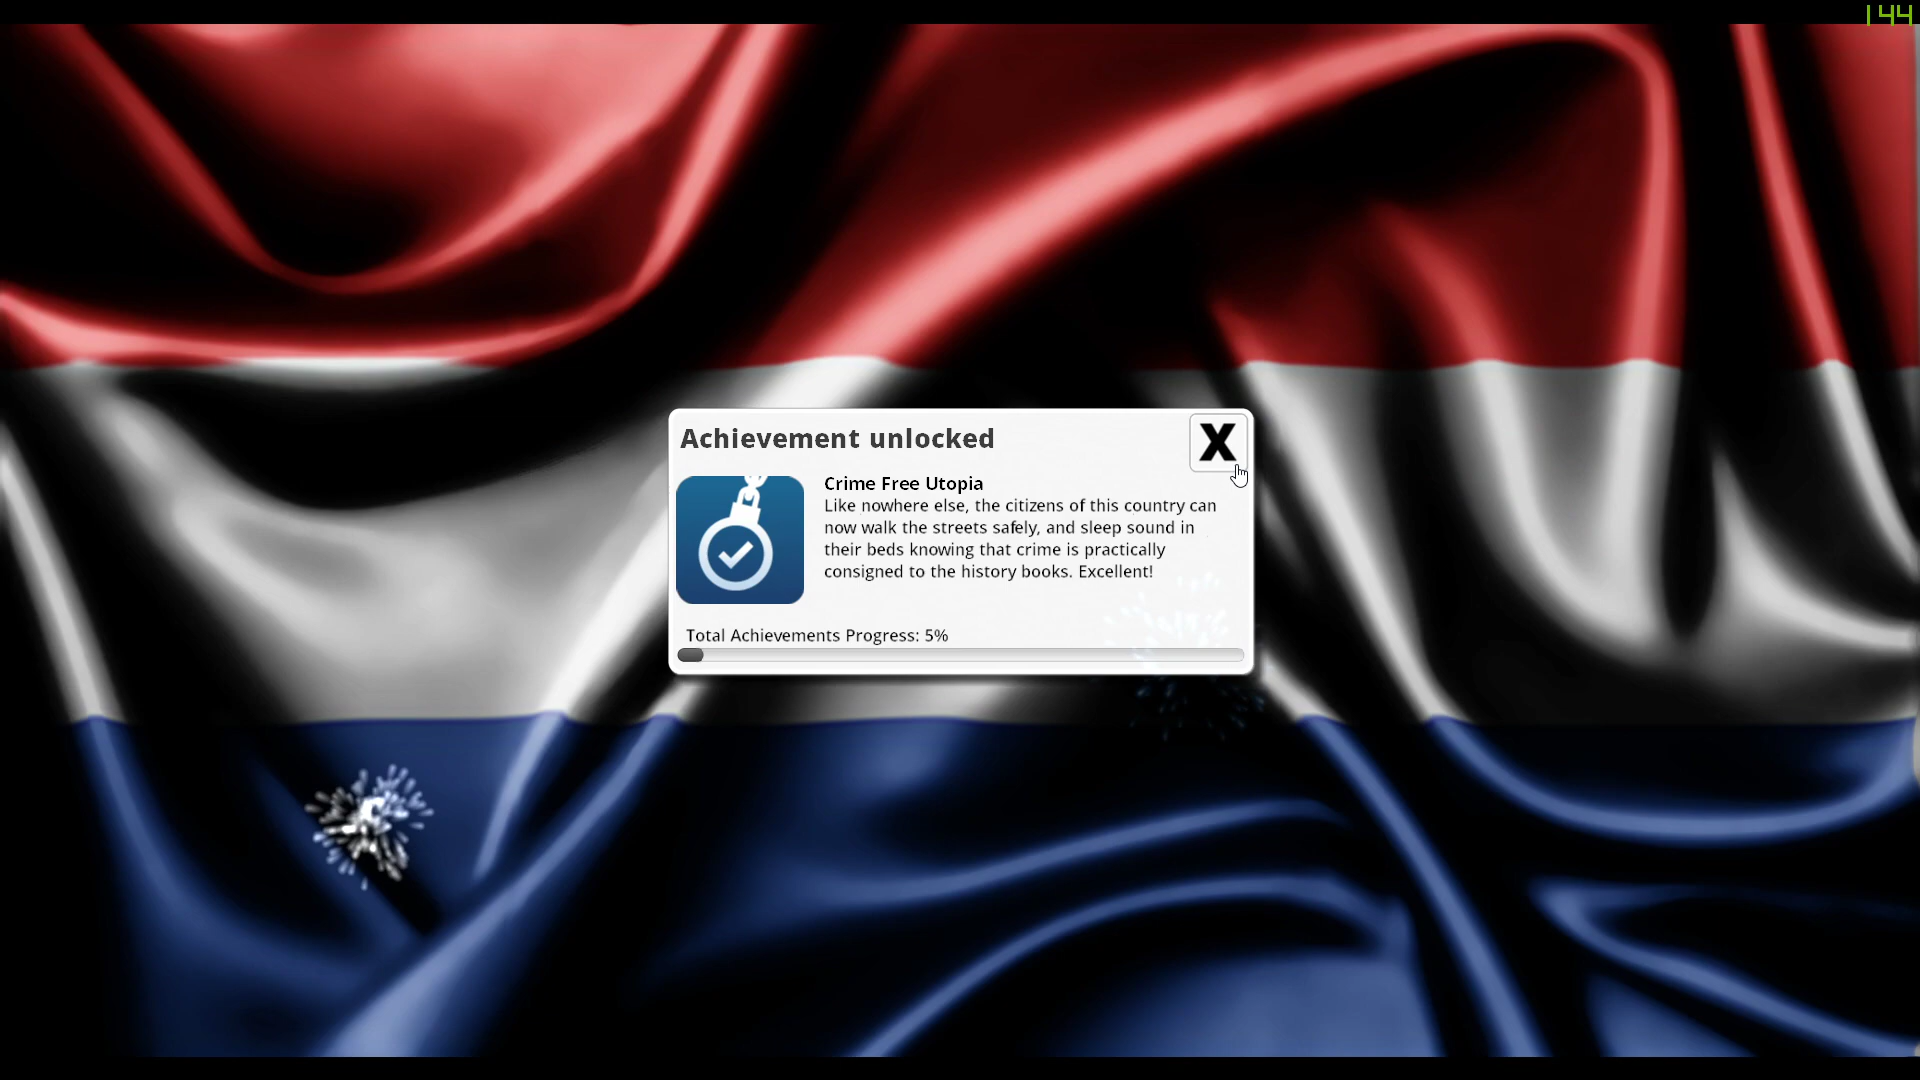 144
Achievement unlocked
X
Crime Free Utopia
Like nowhere else, the citizens of this country can
now walk the streets safely, and sleep sound in
their beds knowing that crime is practically
consigned to the history books. Excellent!
Total Achievements Progress: 5%